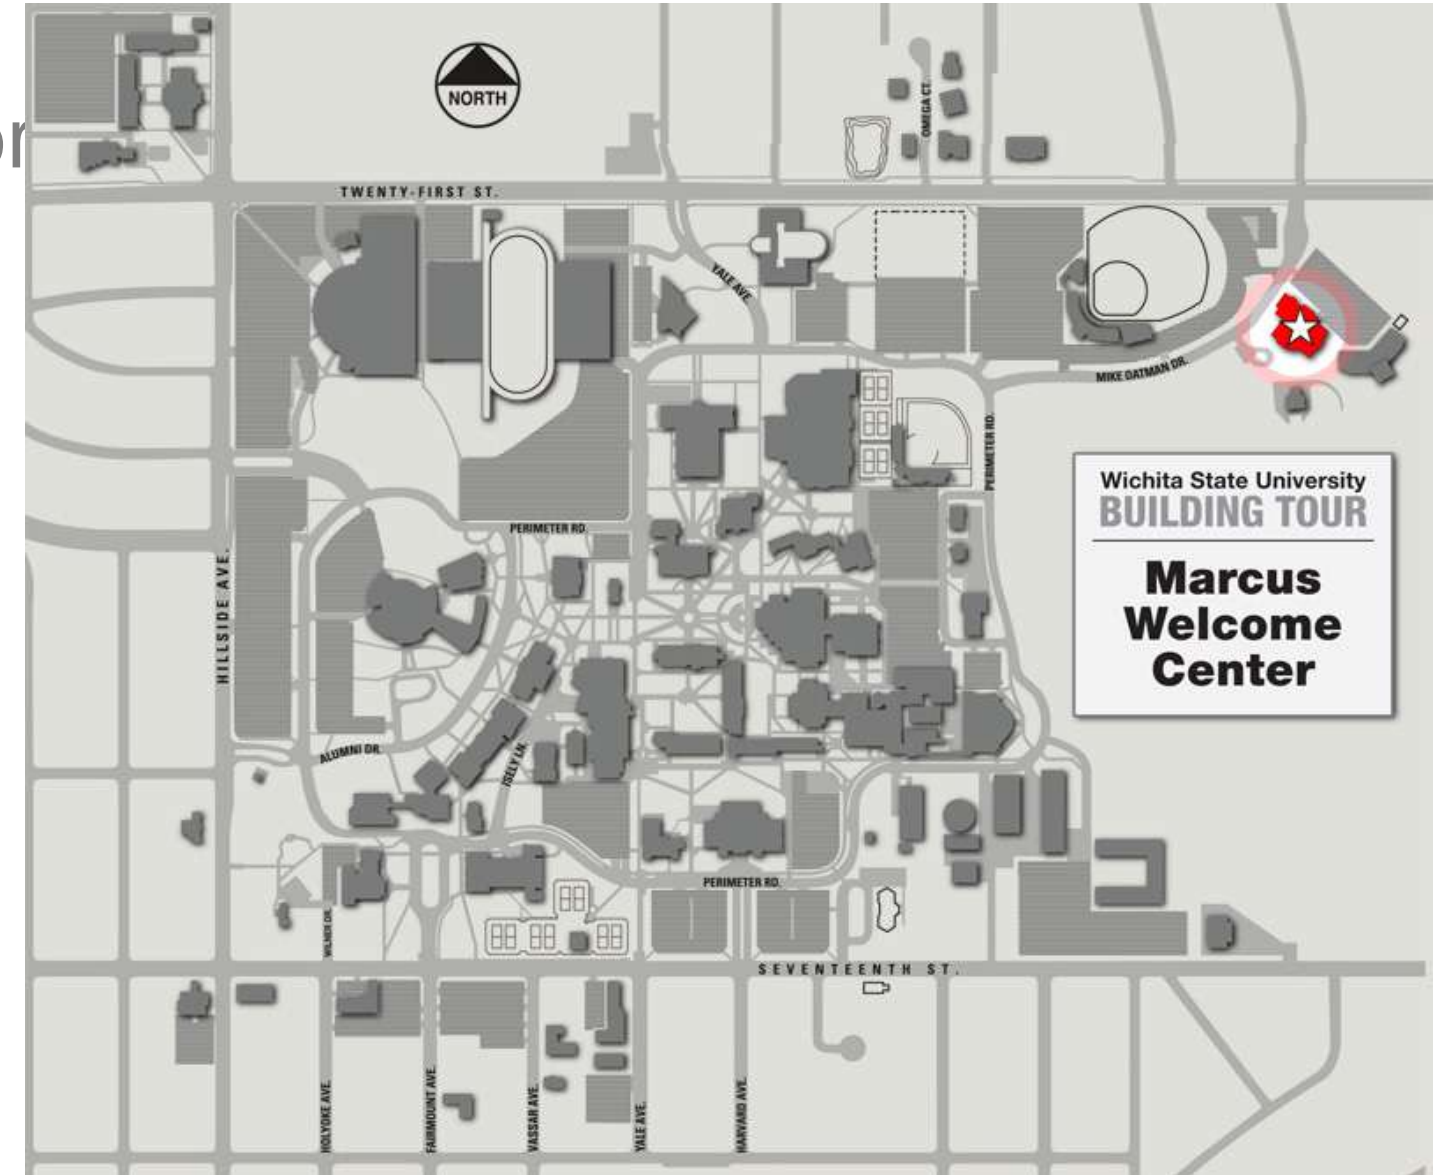 or
NORTH
OMEGA CT.
TWENTY-FIRST ST.
YALE AVE.
MIKE OATMAN DR.
PERIMETER RD.
Wichita State University
BUILDING TOUR
Marcus
Welcome
Center
PERIMETER RD.
HILLSIDE AVE.
ALUMNI DR.
ISELY LN.
PERIMETER RD.
WILNER DR.
SEVENTEENTH ST.
HOLYOKE AVE.
FAIRMOUNT AVE.
VASSAR AVE.
YALE AVE.
HARVARD AVE.